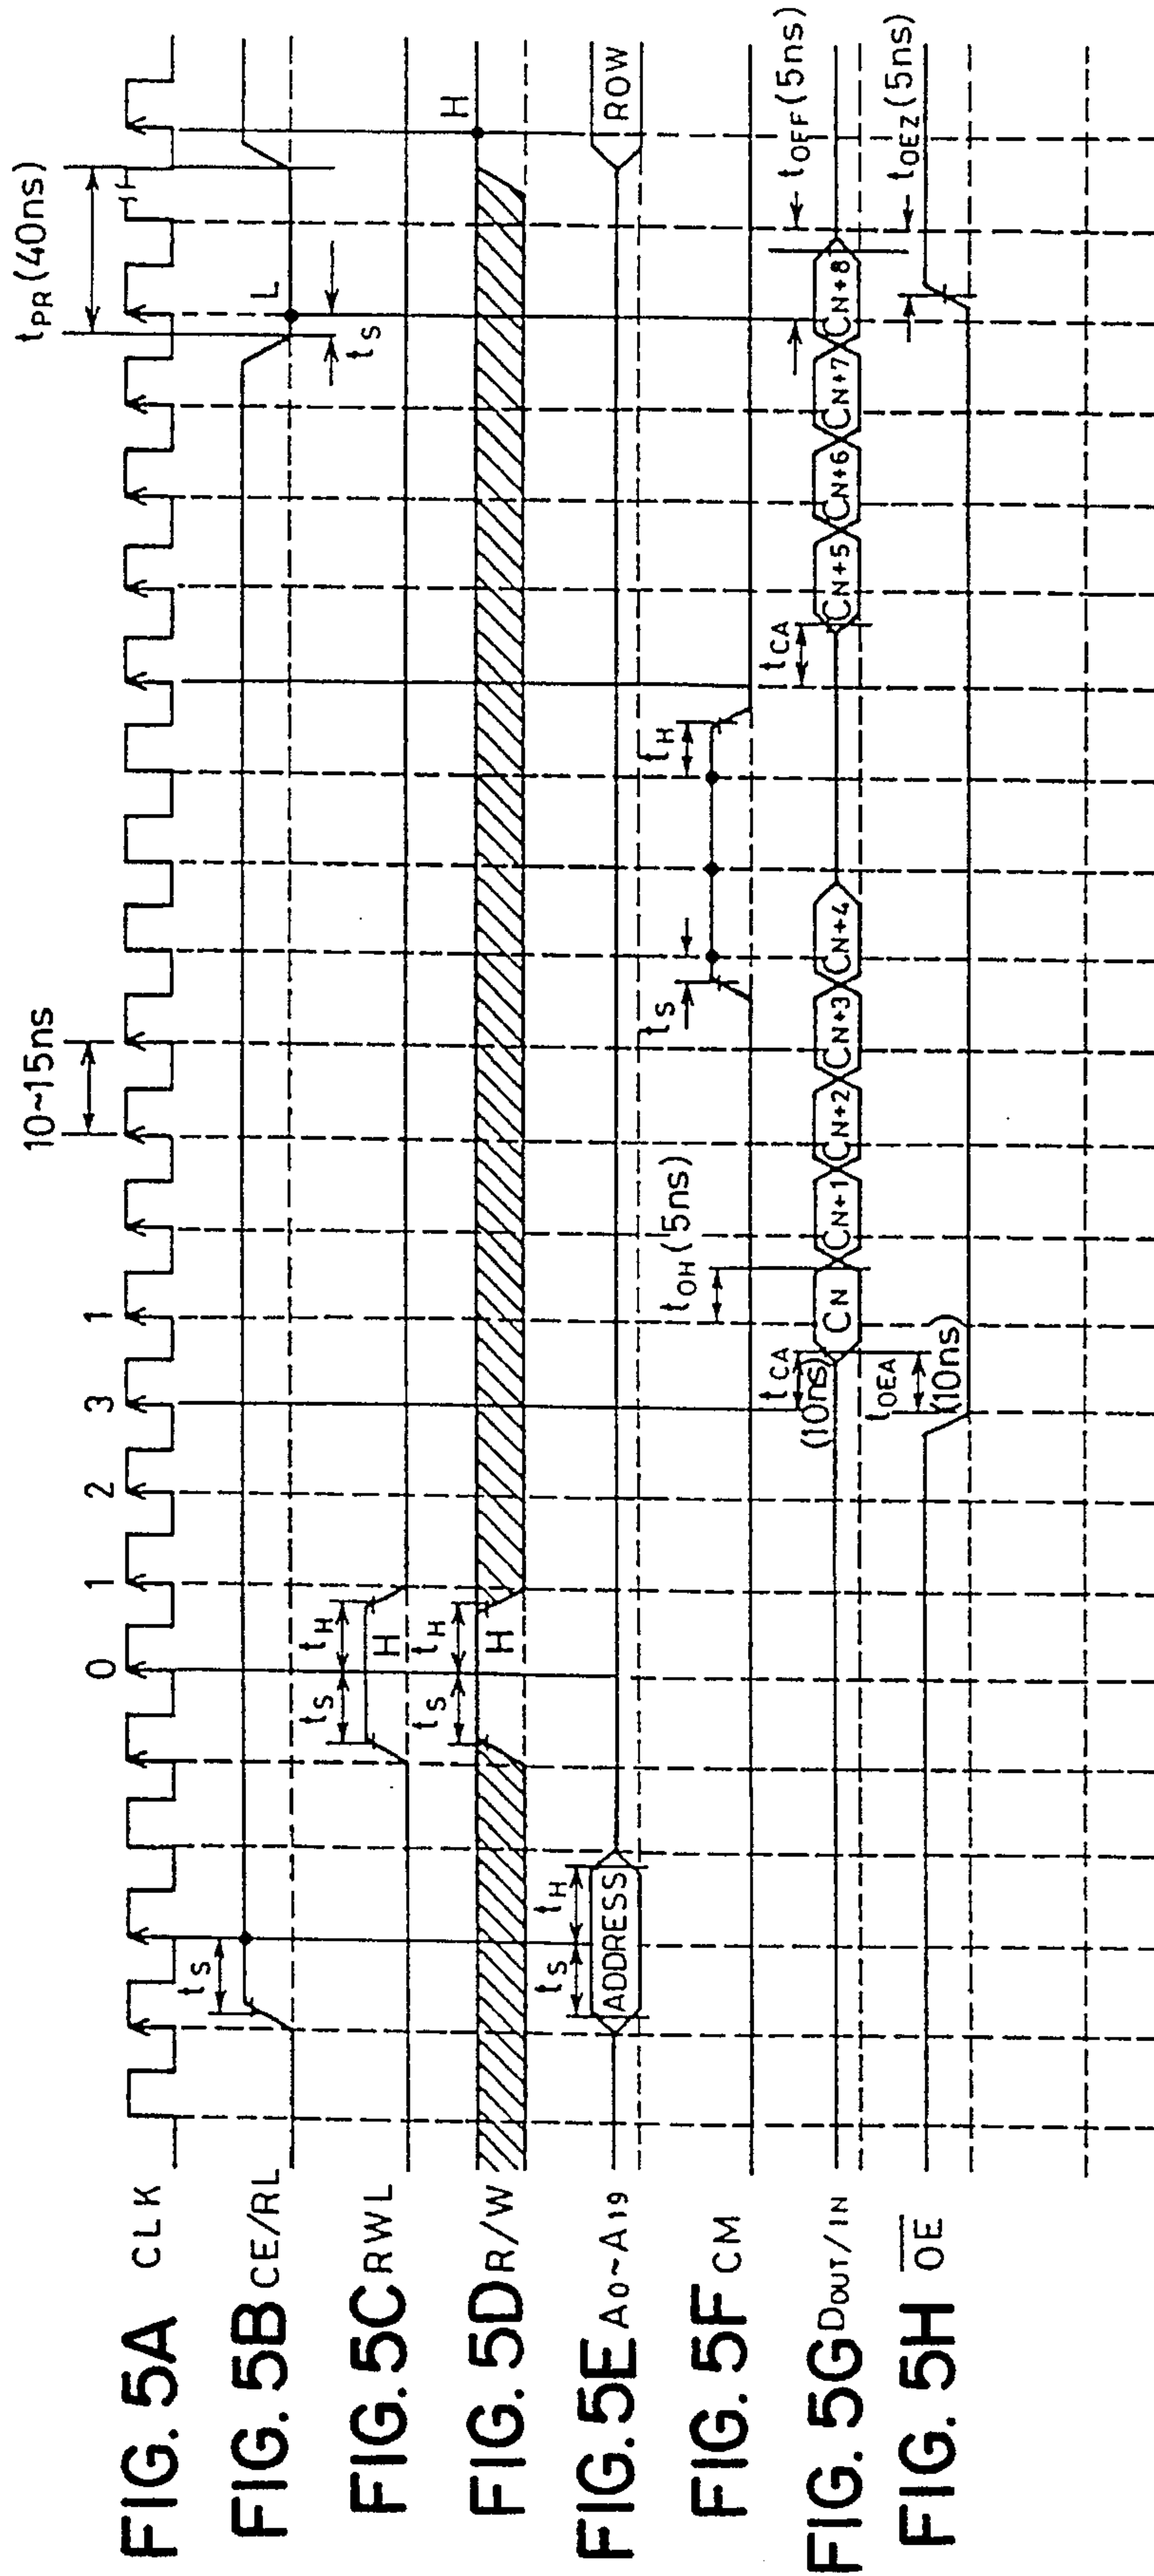 FIG. 5A CLK
0 1 2 3 1
10~15ns
tPR (40ns)
FIG. 5B CE/RL
tS
L
tS
FIG. 5C RWL
tS tH
H
FIG. 5D R/W
tS tH
H
H
FIG. 5E A0~A19
tS tH
ADDRESS
ROW
FIG. 5F CM
tS
tH
FIG. 5G DOUT/IN
tCA
(10ns)
tOH (5ns)
CN CN+1 CN+2 CN+3 CN+4
tCA
CN+5 CN+6 CN+7 CN+8
tOFF (5ns)
FIG. 5H OE
tOEA
(10ns)
tOEZ (5ns)